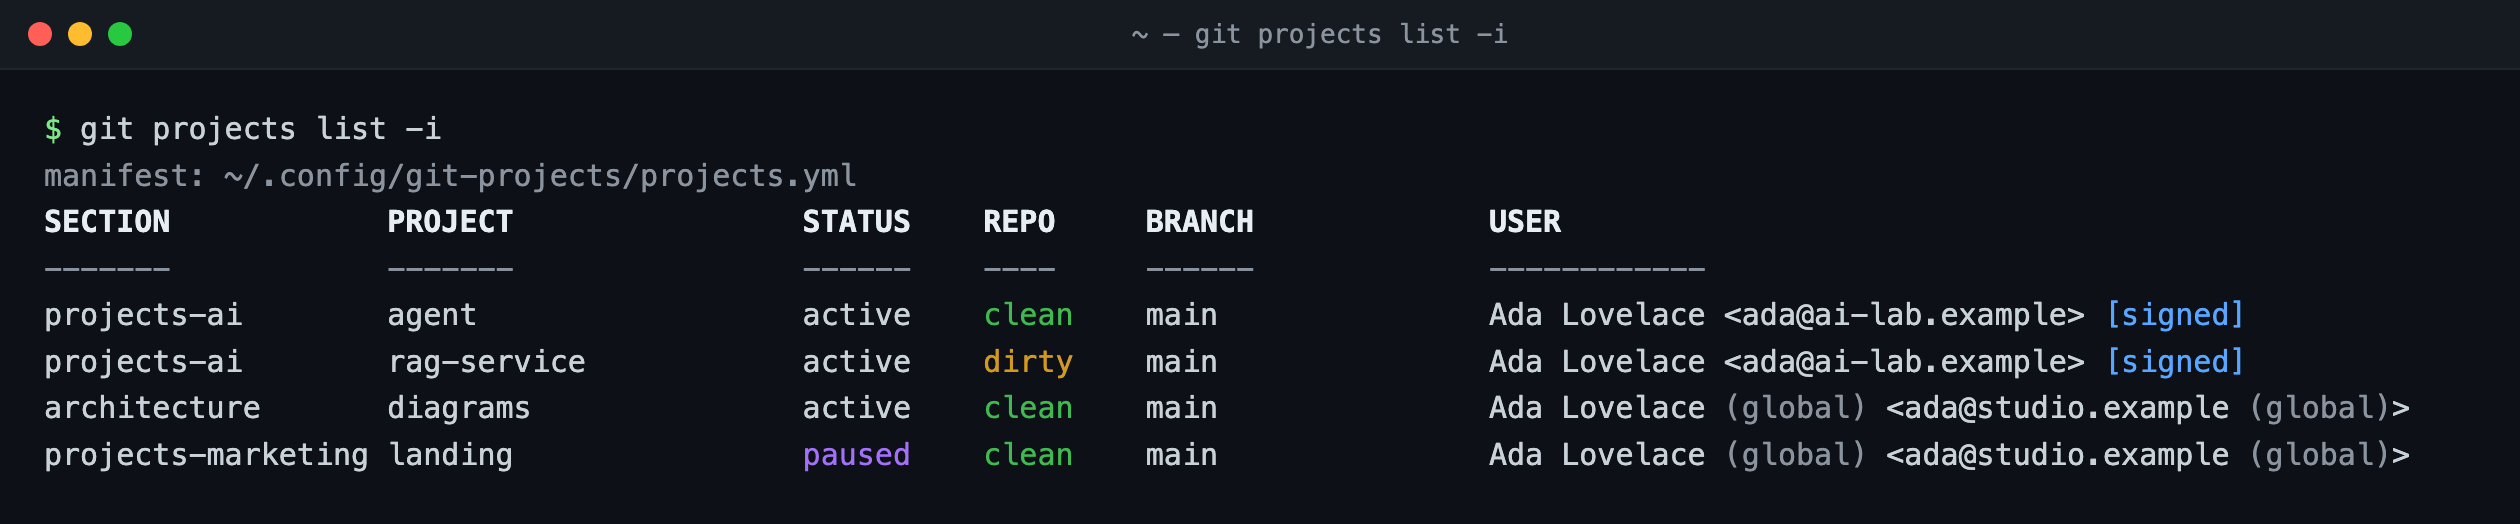 ~ — git projects list -i
$ git projects list -i
manifest: ~/.config/git-projects/projects.yml
SECTION            PROJECT                STATUS    REPO     BRANCH             USER
-------            -------                ------    ----     ------             ------------
projects-ai        agent                  active    clean    main               Ada Lovelace <ada@ai-lab.example> [signed]
projects-ai        rag-service            active    dirty    main               Ada Lovelace <ada@ai-lab.example> [signed]
architecture       diagrams               active    clean    main               Ada Lovelace (global) <ada@studio.example (global)>
projects-marketing landing                paused    clean    main               Ada Lovelace (global) <ada@studio.example (global)>